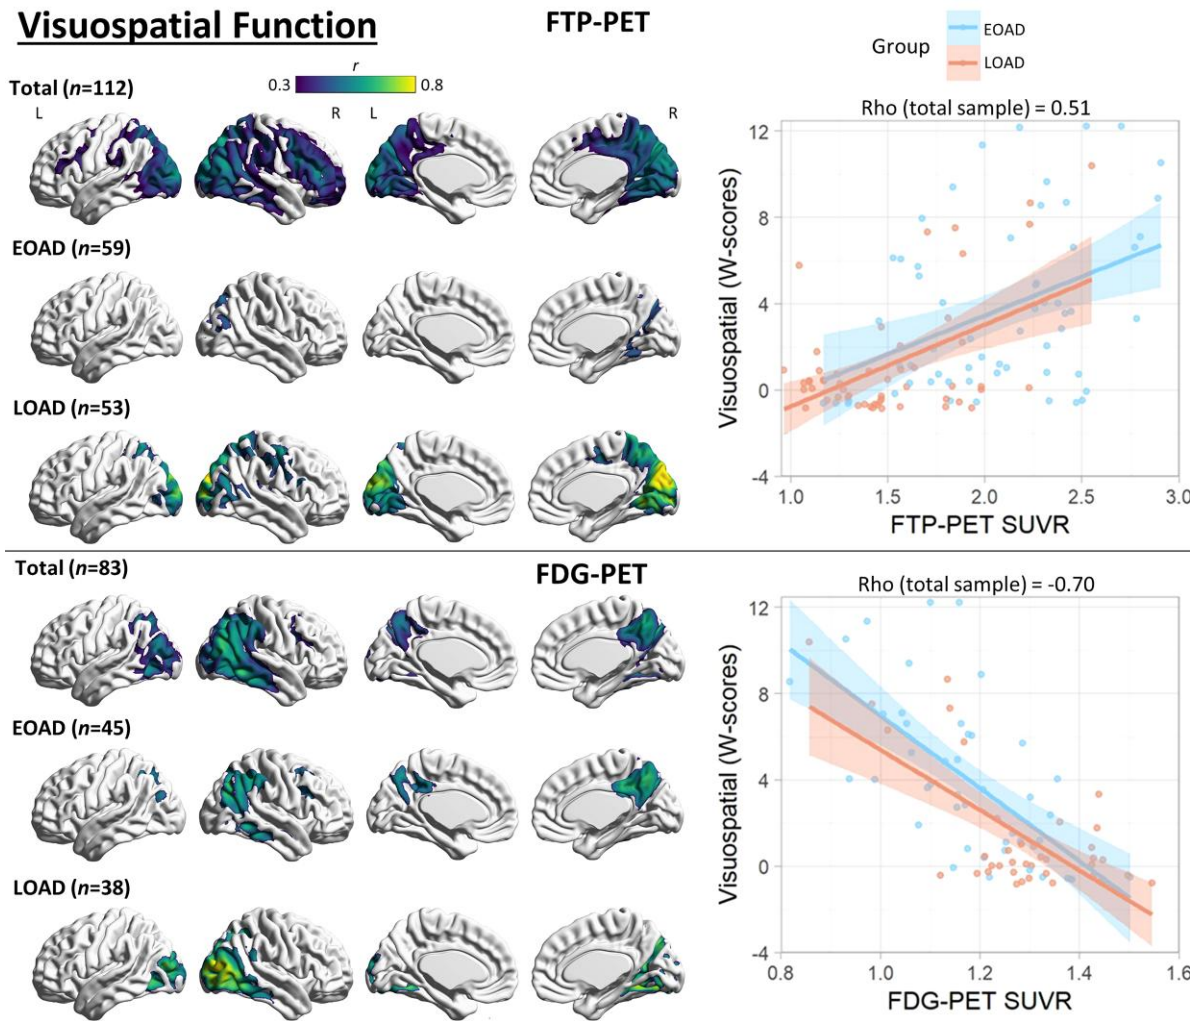 Visuospatial Function
FTP-PET
Group
EOAD
LOAD
Total (n=112)
r
0.3
0.8
L
R
L
R
EOAD (n=59)
LOAD (n=53)
Rho (total sample) = 0.51
Visuospatial (W-scores)
12
8
4
0
-4
1.0
1.5
2.0
2.5
3.0
FTP-PET SUVR
Total (n=83)
FDG-PET
EOAD (n=45)
LOAD (n=38)
Rho (total sample) = -0.70
Visuospatial (W-scores)
12
8
4
0
-4
0.8
1.0
1.2
1.4
1.6
FDG-PET SUVR